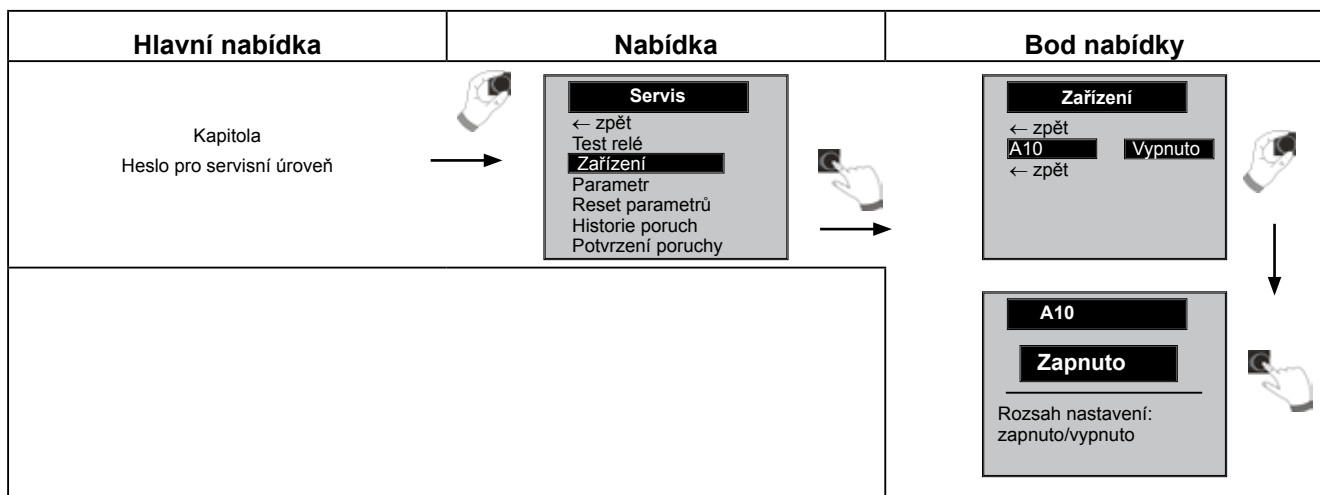 Hlavní nabídka
Nabídka
Bod nabídky
Kapitola
Heslo pro servisní úroveň
Servis
← zpět
Test relé
Zařízení
Parametr
Reset parametrů
Historie poruch
Potvrzení poruchy
Zařízení
← zpět
A10 Vypnuto
← zpět
A10
Zapnuto
Rozsah nastavení:
zapnuto/vypnuto